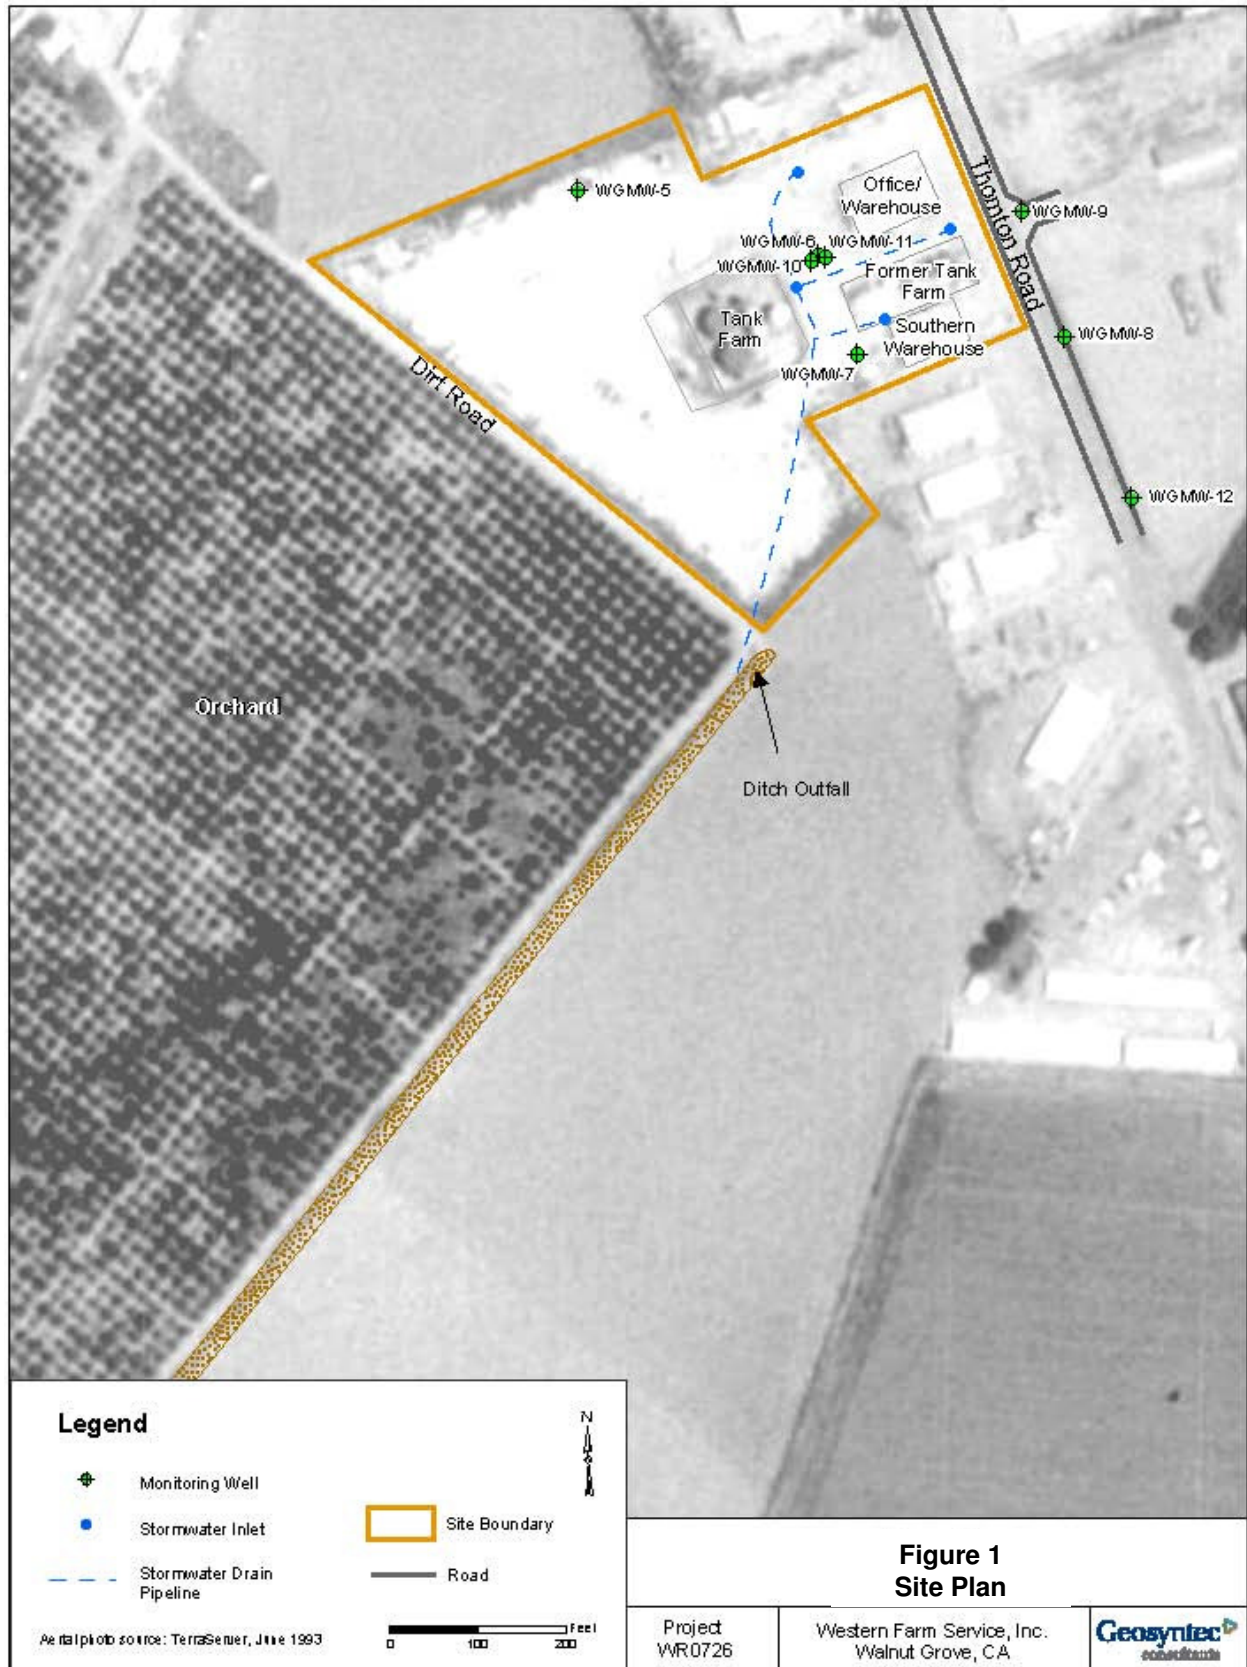 WGMW-5
Office/
Warehouse
WGMW-9
WGMW-6
WGMW-11
WGMW-10
Former Tank
Farm
Thornton Road
Tank
Farm
Southern
Warehouse
WGMW-8
WGMW-7
Dirt Road
WGMW-12
Orchard
Ditch Outfall
Legend
N
Monitoring Well
Stormwater Inlet
Site Boundary
Stormwater Drain
Pipeline
Road
Aerial photo source: TerraServer, June 1993
Feet
0 100 200
Figure 1
Site Plan
Project
WR0726
Western Farm Service, Inc.
Walnut Grove, CA
Geosyntec
consultants